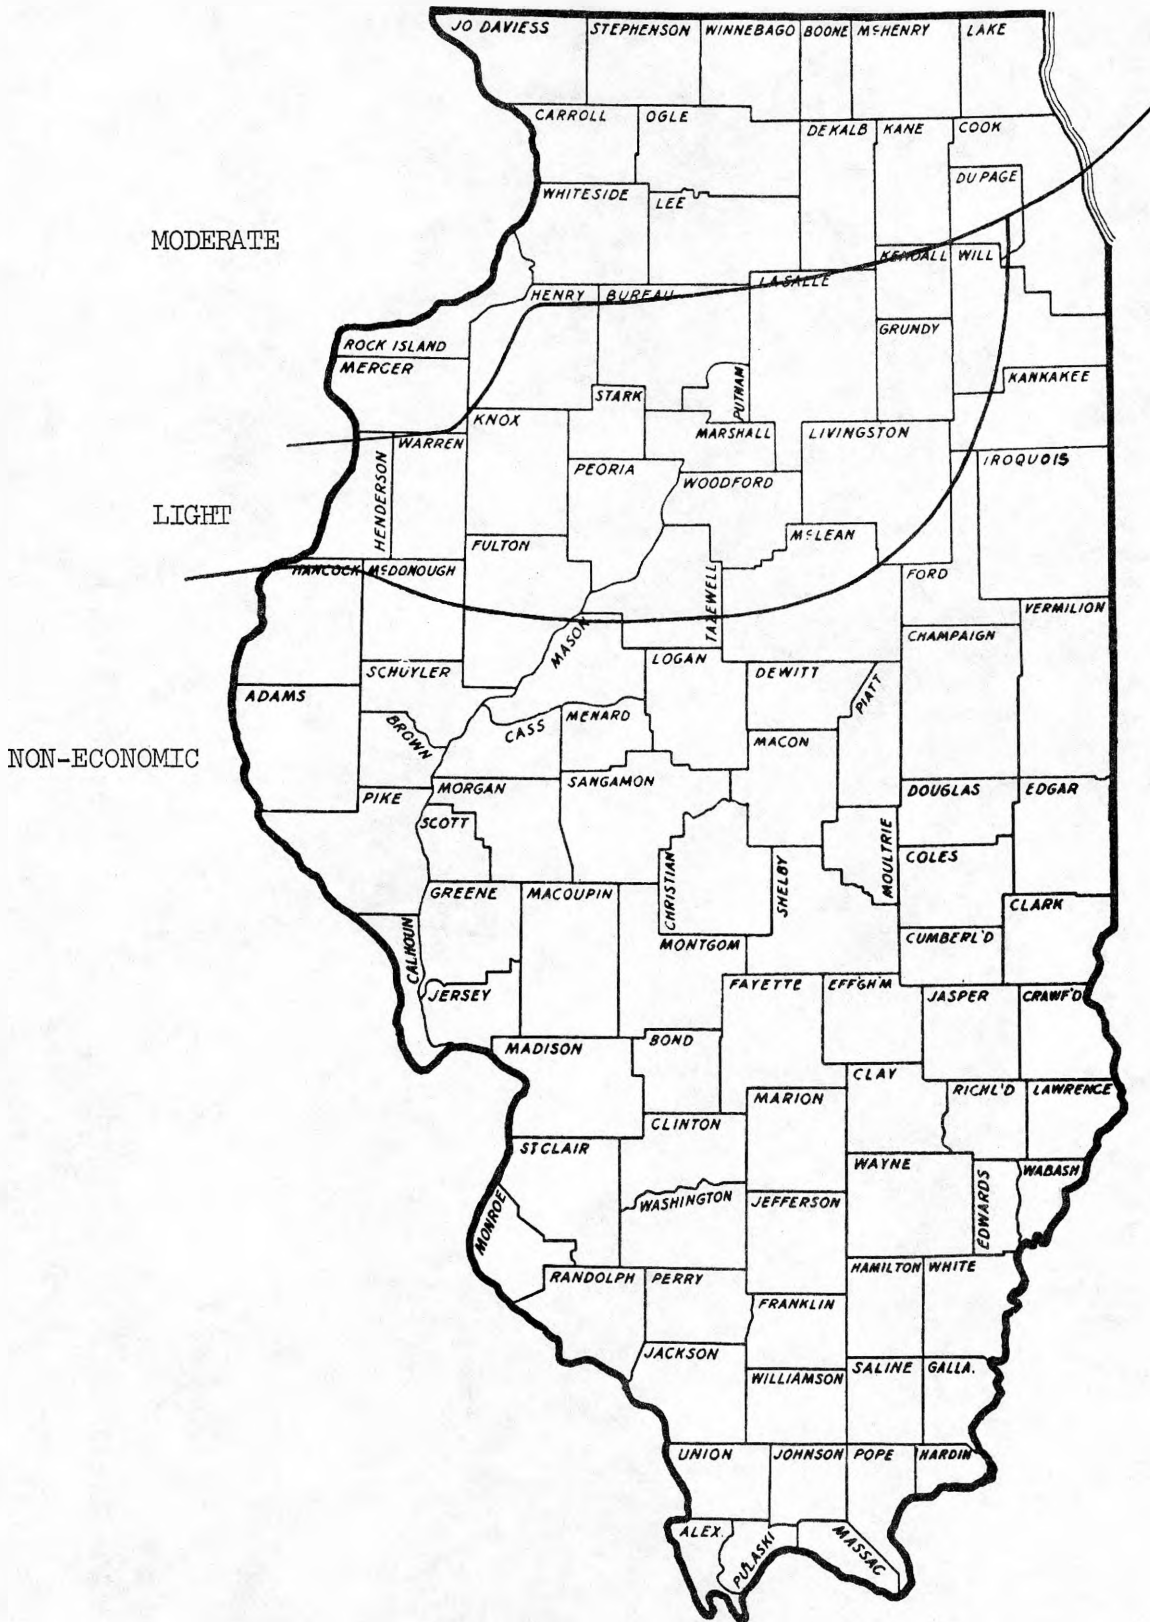 JO DAVIESS STEPHENSON WINNEBAGO BOONE McHENRY LAKE
CARROLL OGLE DEKALB KANE COOK
DU PAGE
WHITESIDE LEE
MODERATE
KENDALL WILL
HENRY BUREAU LA SALLE
GRUNDY
ROCK ISLAND
MERCER
KANKAKEE
STARK PUTNAM
KNOX
WARREN MARSHALL LIVINGSTON
HENDERSON
PEORIA WOODFORD IROQUOIS
LIGHT
FULTON McLEAN
HANCOCK McDONOUGH TAZEWELL FORD
VERMILION
MASON CHAMPAIGN
SCHUYLER LOGAN DEWITT PIATT
ADAMS
BROWN CASS MENARD
MACON
NON-ECONOMIC
PIKE MORGAN SANGAMON DOUGLAS EDGAR
SCOTT
CHRISTIAN SHELBY MOULTRIE COLES
GREENE MACOUPIN CLARK
CALHOUN MONTGOM CUMBERL'D
JERSEY FAYETTE EFF'GH'M JASPER CRAWF'D
MADISON BOND
CLAY
MARION RICHL'D LAWRENCE
CLINTON
ST CLAIR WAYNE WABASH
MONROE WASHINGTON JEFFERSON EDWARDS
HAMILTON WHITE
RANDOLPH PERRY
FRANKLIN
JACKSON
WILLIAMSON SALINE GALLA.
UNION JOHNSON POPE HARDIN
ALEX. PULASKI MASSAC